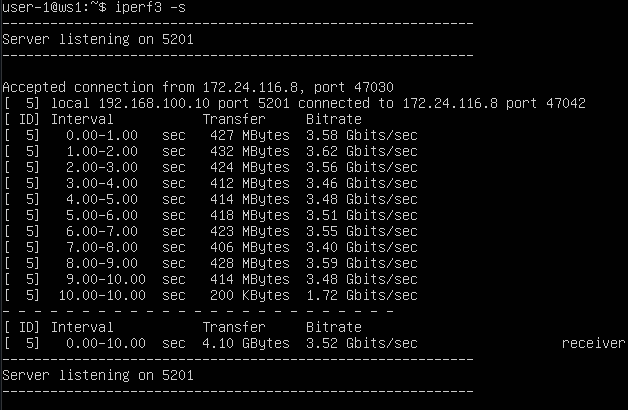 user-1@ws1:~$ iperf3 -s
-----------------------------------------------------------
Server listening on 5201
-----------------------------------------------------------
Accepted connection from 172.24.116.8, port 47030
[  5] local 192.168.100.10 port 5201 connected to 172.24.116.8 port 47042
[ ID] Interval           Transfer     Bitrate
[  5]   0.00-1.00   sec   427 MBytes  3.58 Gbits/sec
[  5]   1.00-2.00   sec   432 MBytes  3.62 Gbits/sec
[  5]   2.00-3.00   sec   424 MBytes  3.56 Gbits/sec
[  5]   3.00-4.00   sec   412 MBytes  3.46 Gbits/sec
[  5]   4.00-5.00   sec   414 MBytes  3.48 Gbits/sec
[  5]   5.00-6.00   sec   418 MBytes  3.51 Gbits/sec
[  5]   6.00-7.00   sec   423 MBytes  3.55 Gbits/sec
[  5]   7.00-8.00   sec   406 MBytes  3.40 Gbits/sec
[  5]   8.00-9.00   sec   428 MBytes  3.59 Gbits/sec
[  5]   9.00-10.00  sec   414 MBytes  3.48 Gbits/sec
[  5]  10.00-10.00  sec   200 KBytes  1.72 Gbits/sec
- - - - - - - - - - - - - - - - - - - - - - - - -
[ ID] Interval           Transfer     Bitrate
[  5]   0.00-10.00  sec  4.10 GBytes  3.52 Gbits/sec                  receiver
-----------------------------------------------------------
Server listening on 5201
-----------------------------------------------------------